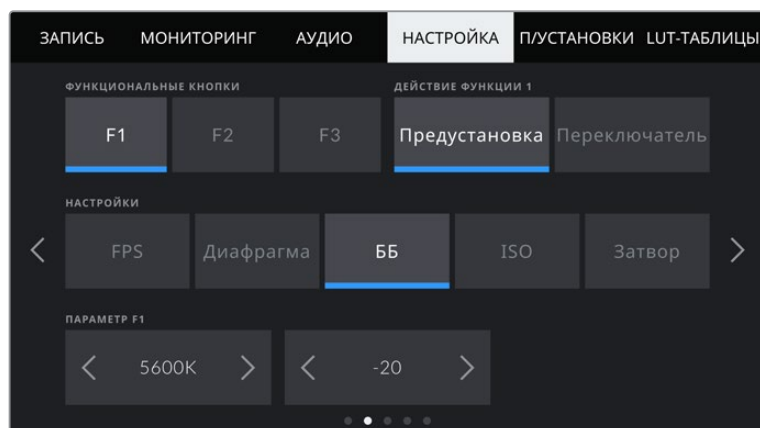 ЗАПИСЬ МОНИТОРИНГ АУДИО НАСТРОЙКА П/УСТАНОВКИ LUT-ТАБЛИЦЫ
ФУНКЦИОНАЛЬНЫЕ КНОПКИ ДЕЙСТВИЕ ФУНКЦИИ 1
F1 F2 F3 Предустановка Переключатель
НАСТРОЙКИ
FPS Диафрагма ББ ISO Затвор
ПАРАМЕТР F1
5600K -20